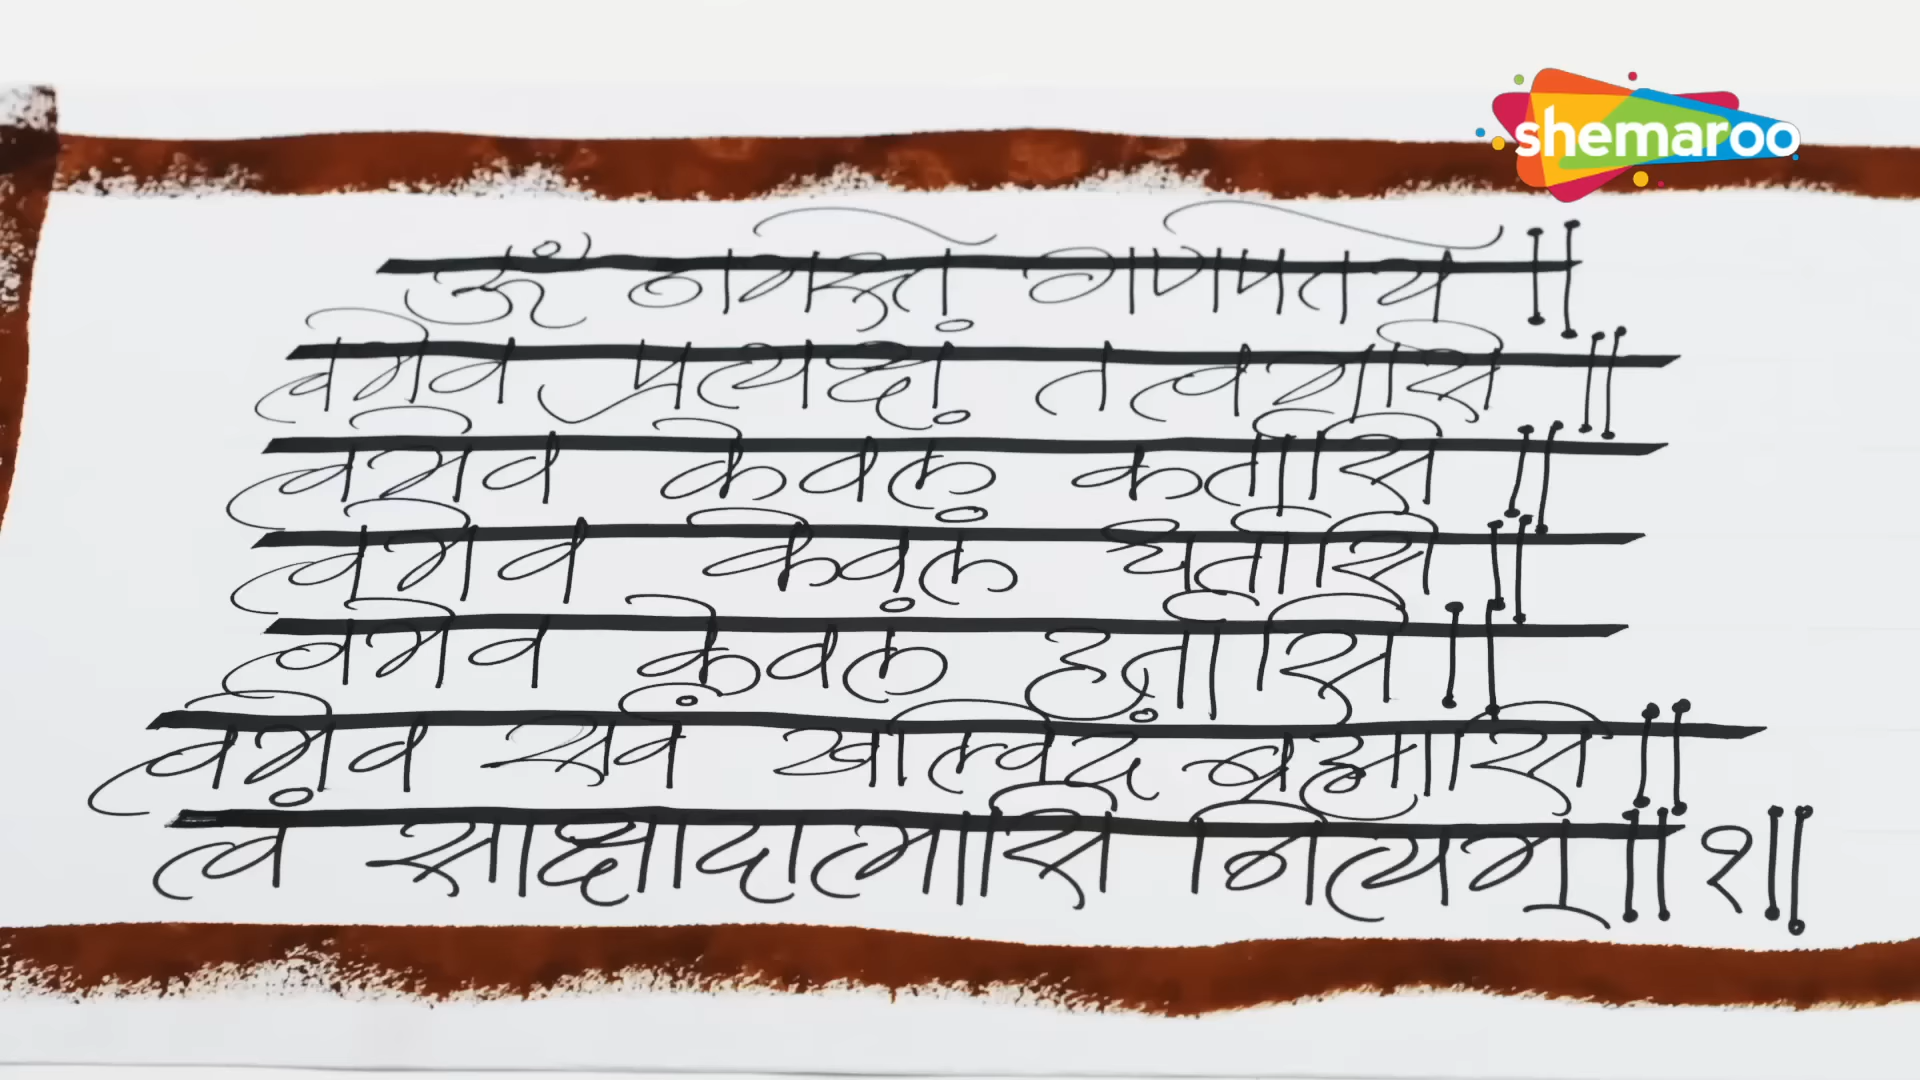 shemaroo
ॐ नमस्ते गणपतये ॥
त्वमेव प्रत्यक्षं तत्वमसि ॥
त्वमेव केवलं कर्तासि ॥
त्वमेव केवलं धर्तासि ॥
त्वमेव केवलं हर्तासि ॥
त्वमेव सर्वं खल्विदं ब्रह्मासि ॥
त्वं साक्षादात्मासि नित्यम् ॥ १ ॥